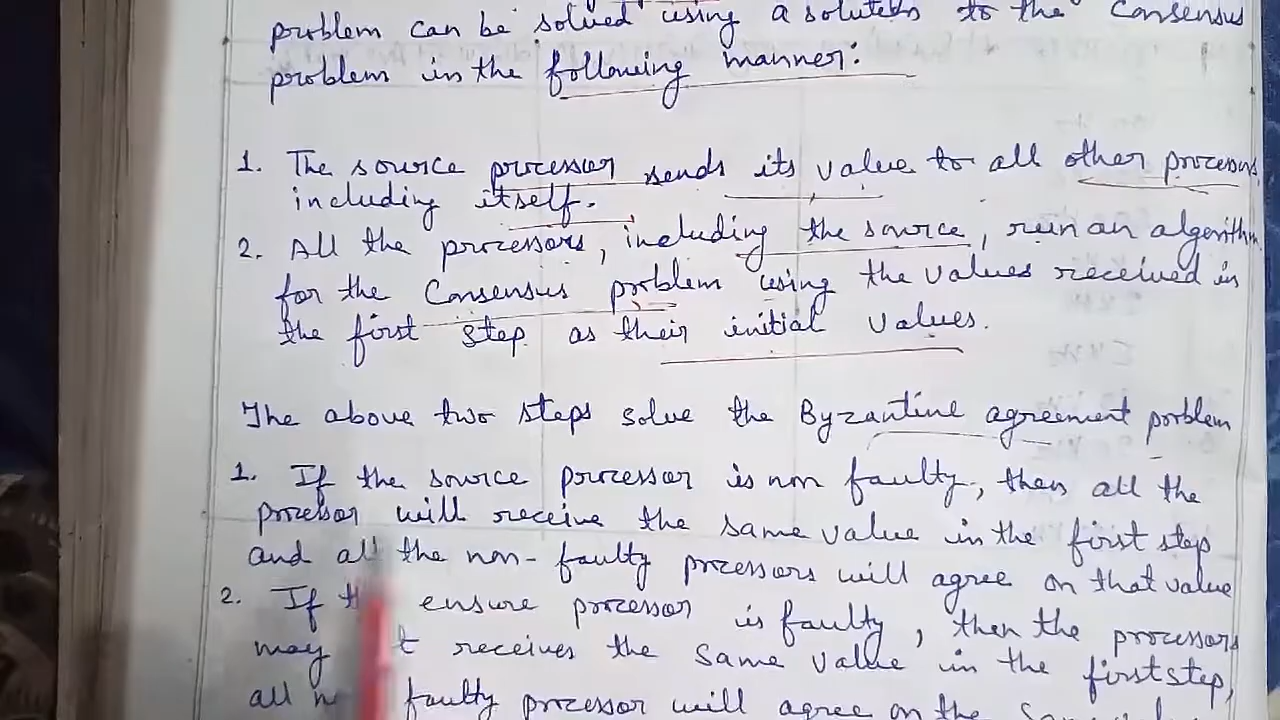 problem can be solved using a solution to the consensus
problem in the following manner:
1. The source processor sends its value to all other processors,
including itself.
2. All the processors, including the source, run an algorithm
for the Consensus problem using the values received in
the first step as their initial values.
The above two steps solve the Byzantine agreement problem
1. If the source processor is non faulty, then all the
processor will receive the same value in the first step
and all the non-faulty processors will agree on that value
2. If ensure processor is faulty, then the processors
may receives the same value in the first step,
all faulty processor will agree on the